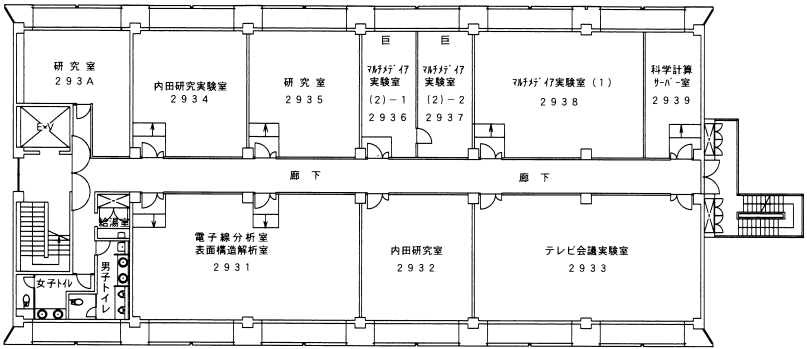 研究室
293A
内田研究実験室
2934
研究室
2935
巨
ﾏﾙﾁﾒﾃﾞｨｱ
実験室
(2)-1
2936
巨
ﾏﾙﾁﾒﾃﾞｨｱ
実験室
(2)-2
2937
ﾏﾙﾁﾒﾃﾞｨｱ実験室(1)
2938
科学計算
ｻｰﾊﾞｰ室
2939
EV
廊下
廊下
給湯室
電子線分析室
表面構造解析室
2931
内田研究室
2932
テレビ会議実験室
2933
女子ﾄｲﾚ
男子トイレ